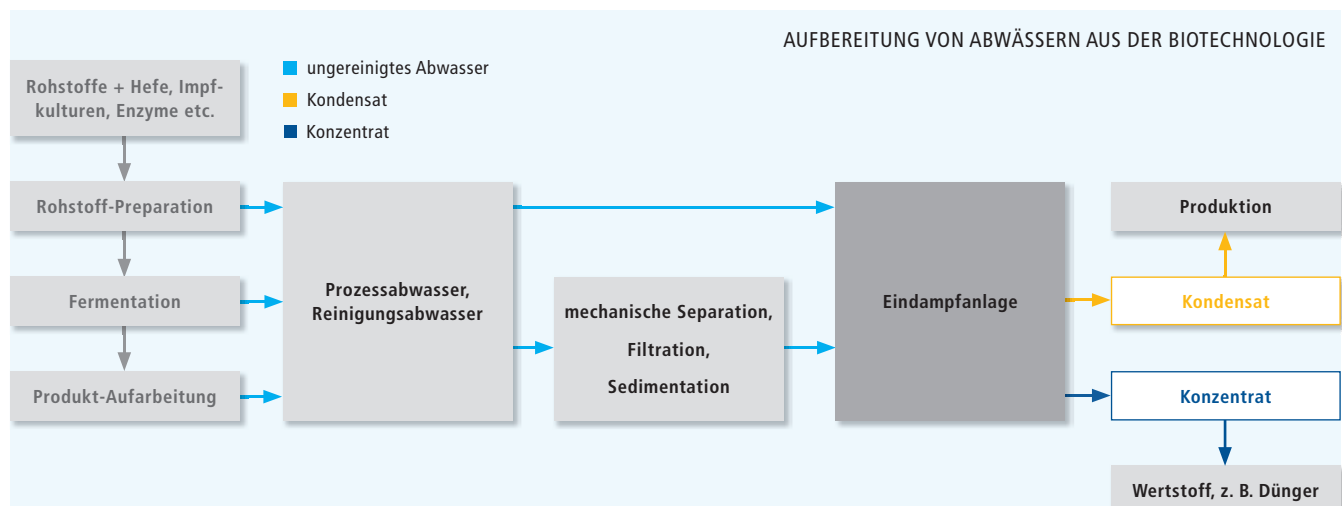 AUFBEREITUNG VON ABWÄSSERN AUS DER BIOTECHNOLOGIE
ungereinigtes Abwasser
Kondensat
Konzentrat
Rohstoffe + Hefe, Impf-
kulturen, Enzyme etc.
Rohstoff-Preparation
Fermentation
Produkt-Aufarbeitung
Prozessabwasser,
Reinigungsabwasser
mechanische Separation,
Filtration,
Sedimentation
Eindampfanlage
Produktion
Kondensat
Konzentrat
Wertstoff, z. B. Dünger